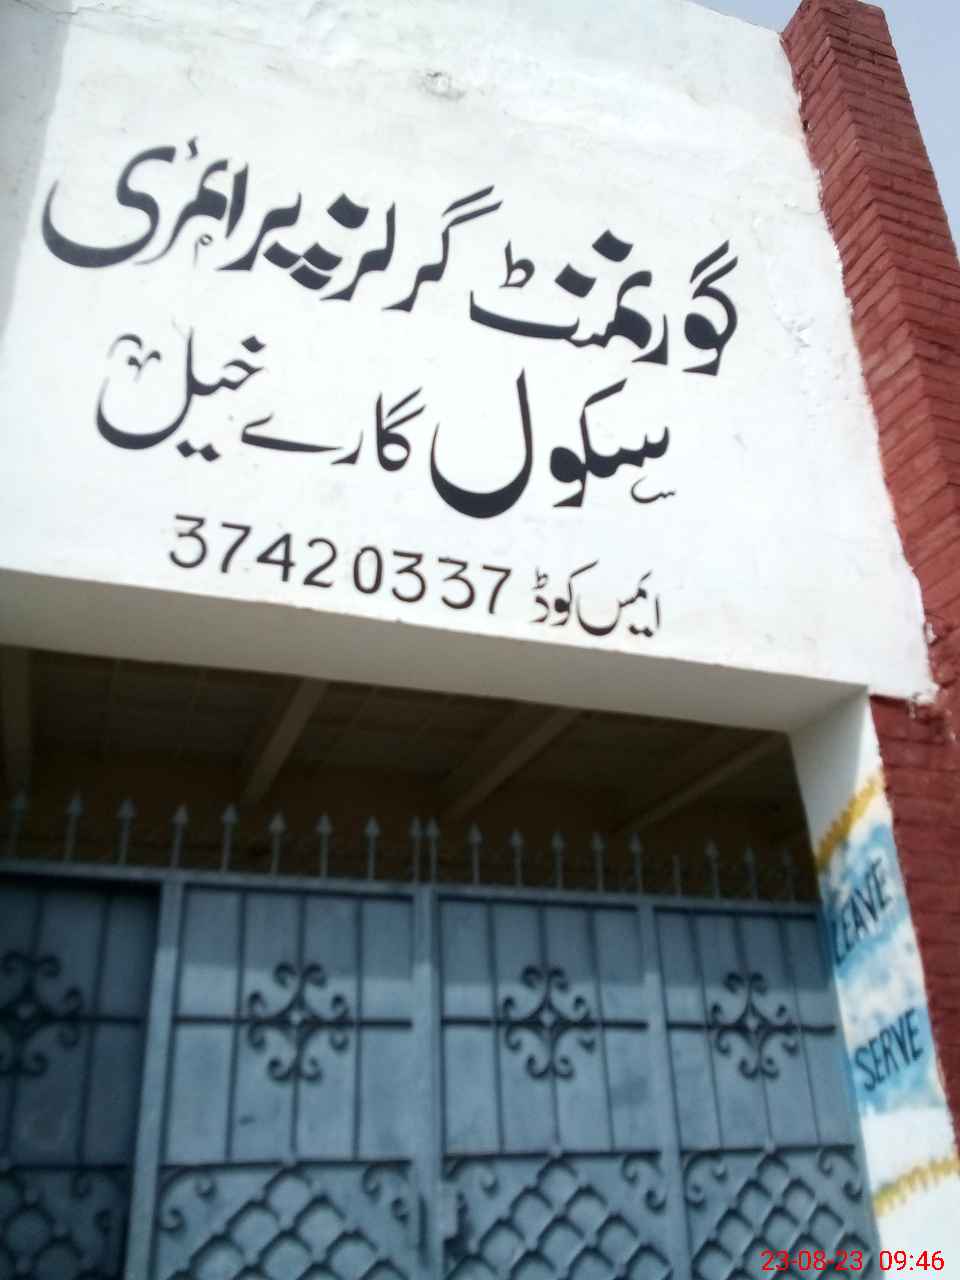 گورنمنٹ گرلز پرائمری
سکول گارے خیل
ایمس کوڈ 37420337
LEAVE
SERVE
23-08-23 09:46